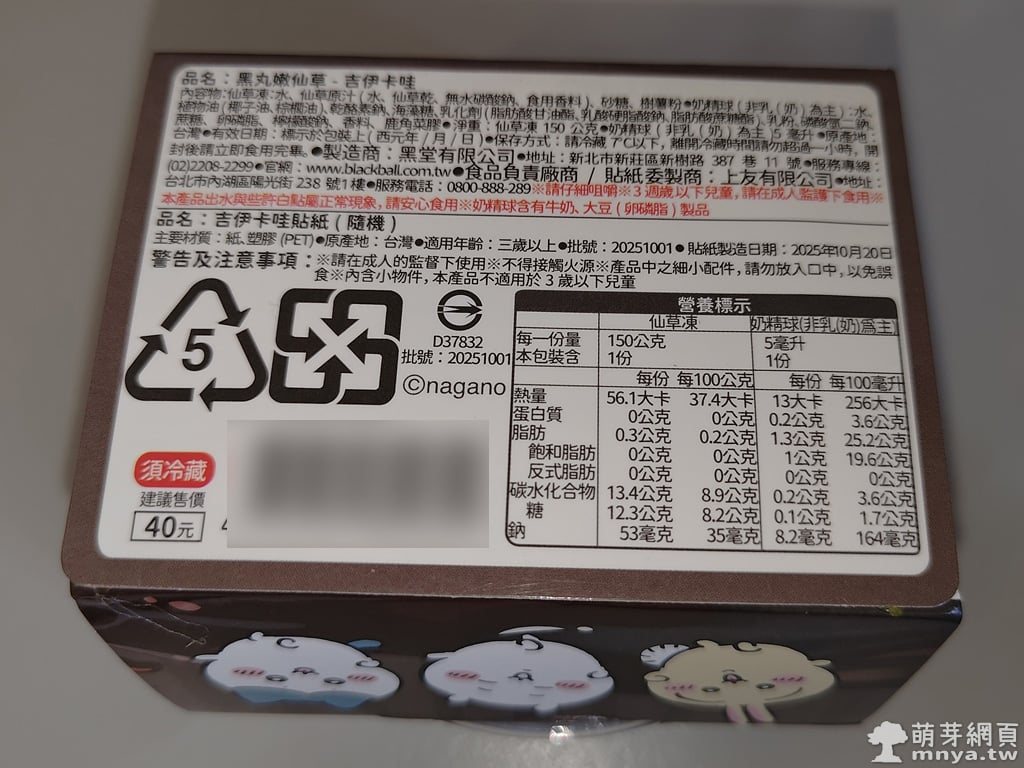 品名：黑丸嫩仙草 - 吉伊卡哇
內容物:仙草凍:水、仙草原汁(水、仙草乾、無水碳酸鈉、食用香料)、砂糖、樹薯粉●奶精球(非乳(奶)為主):水、
植物油(椰子油、棕櫚油)、乾酪素鈉、海藻糖、乳化劑(脂肪酸甘油酯、乳酸硬脂酸鈉、脂肪酸蔗糖酯)、乳粉、磷酸氫二鈉、
蔗糖、卵磷脂、檸檬酸鈉、香料、鹿角菜膠●淨重：仙草凍 150 公克●奶精球(非乳(奶)為主) 5 毫升●原產地：
台灣●有效日期：標示於包裝上(西元年/月/日)●保存方式：請冷藏 7℃以下，離開冷藏時間請勿超過一小時，開
封後請立即食用完畢。●製造商：黑堂有限公司●地址：新北市新莊區新樹路 387 巷 11 號●服務專線：
(02)2208-2299●官網：www.blackball.com.tw●食品負責廠商 / 貼紙委製商：上友有限公司●地址：
台北市內湖區陽光街 238 號1樓●服務電話：0800-888-289※請仔細咀嚼※3 週歲以下兒童，請在成人監護下食用※
本產品出水與些許白點屬正常現象，請安心食用※奶精球含有牛奶、大豆(卵磷脂)製品
品名：吉伊卡哇貼紙(隨機)
主要材質：紙、塑膠(PET)●原產地：台灣●適用年齡：三歲以上●批號：20251001●貼紙製造日期：2025年10月20日
警告及注意事項：※請在成人的監督下使用※不得接觸火源※產品中之細小配件，請勿放入口中，以免誤
食※內含小物件，本產品不適用於 3 歲以下兒童
5
D37832
批號：20251001
©nagano
須冷藏
建議售價
40元
營養標示
仙草凍 奶精球(非乳(奶)為主)
每一份量 150公克 5毫升
本包裝含 1份 1份
每份 每100公克 每份 每100毫升
熱量 56.1大卡 37.4大卡 13大卡 256大卡
蛋白質 0公克 0公克 0.2公克 3.6公克
脂肪 0.3公克 0.2公克 1.3公克 25.2公克
飽和脂肪 0公克 0公克 1公克 19.6公克
反式脂肪 0公克 0公克 0公克 0公克
碳水化合物 13.4公克 8.9公克 0.2公克 3.6公克
糖 12.3公克 8.2公克 0.1公克 1.7公克
鈉 53毫克 35毫克 8.2毫克 164毫克
萌芽網頁
mnya.tw